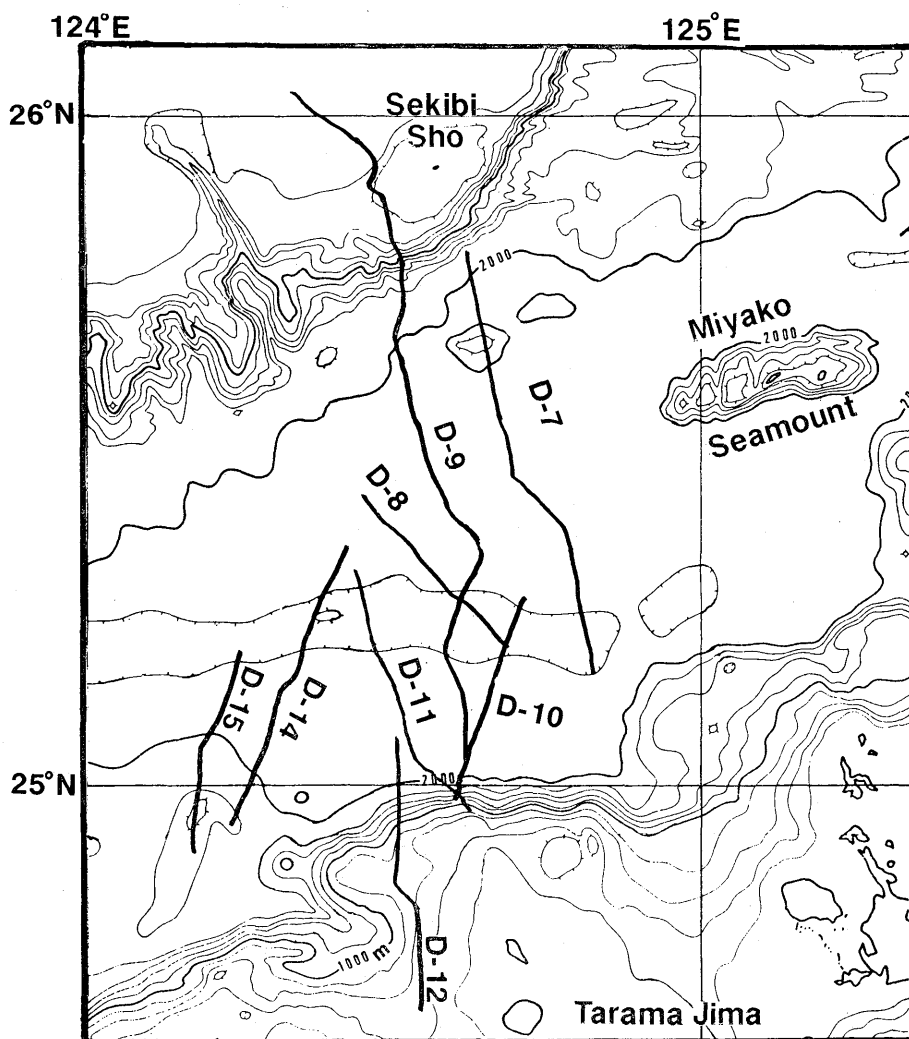 124°E
125°E
26°N
Sekibi
Sho
2000
Miyako
2000
Seamount
D-7
D-9
D-8
D-11
D-10
D-14
D-15
2000
25°N
1000 m
D-12
Tarama Jima